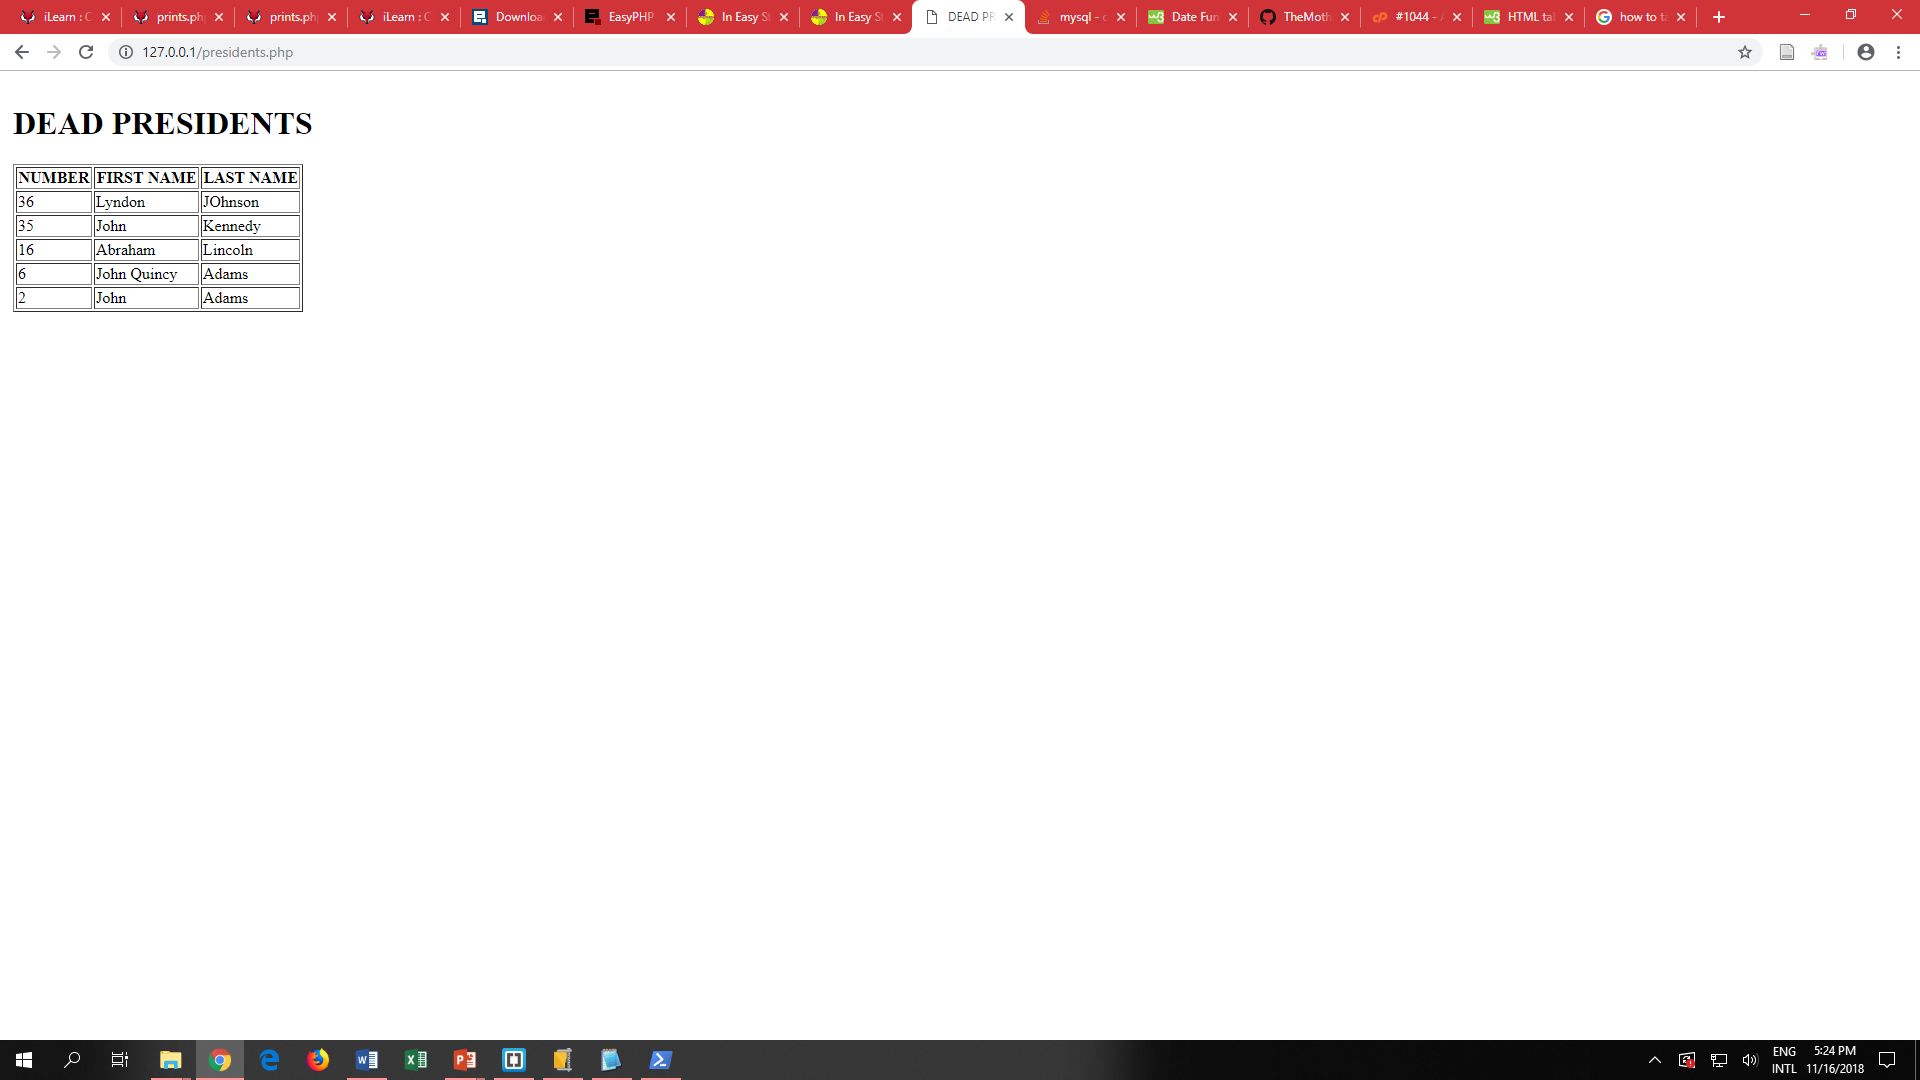 iLearn : C prints.ph prints.ph iLearn : C Downloa EasyPHP In Easy St In Easy St DEAD PR mysql - c Date Fun TheMoth #1044 - HTML tal how to ta
127.0.0.1/presidents.php
DEAD PRESIDENTS
NUMBER FIRST NAME LAST NAME
36 Lyndon JOhnson
35 John Kennedy
16 Abraham Lincoln
6 John Quincy Adams
2 John Adams
ENG 5:24 PM
INTL 11/16/2018